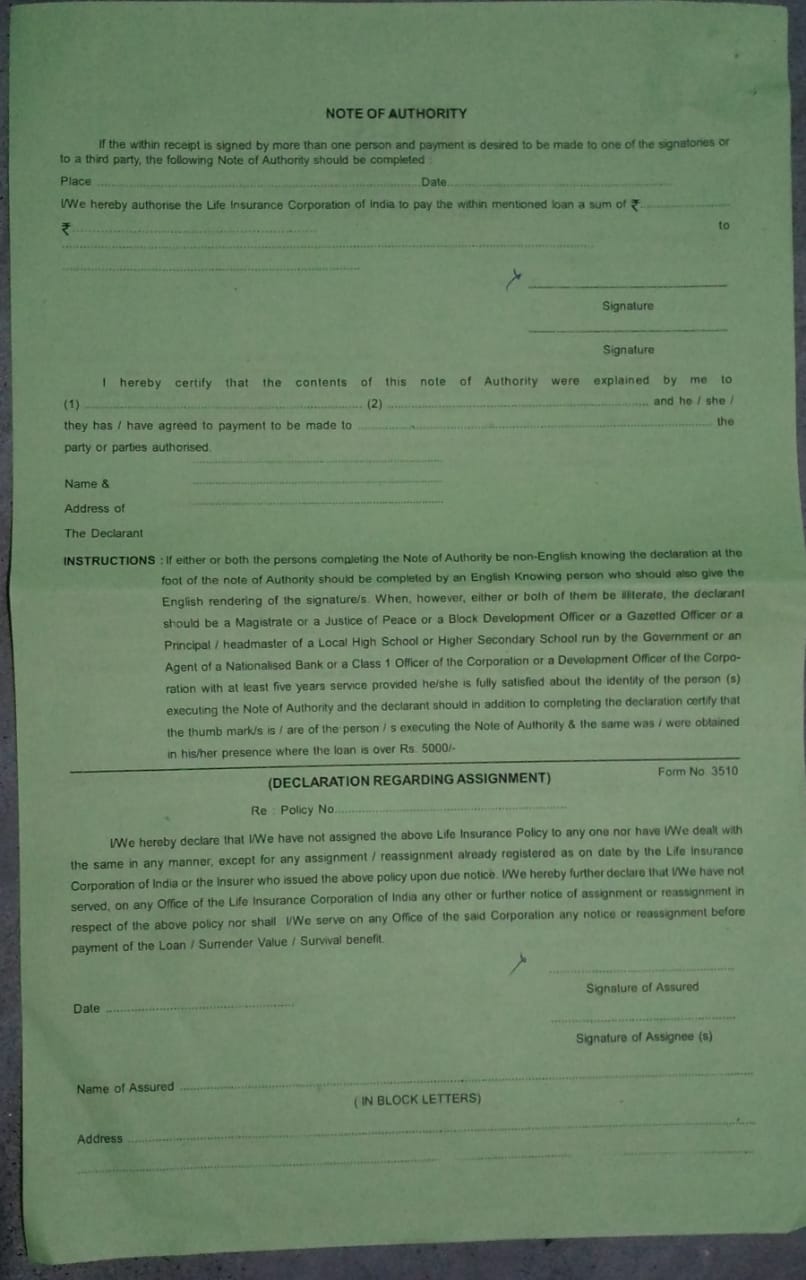 NOTE OF AUTHORITY
If the within receipt is signed by more than one person and payment is desired to be made to one of the signatories or
to a third party, the following Note of Authority should be completed :
Place ........................ Date........................
I/We hereby authorise the Life Insurance Corporation of India to pay the within mentioned loan a sum of ₹........................
₹........................ to
Signature
Signature
I hereby certify that the contents of this note of Authority were explained by me to
(1) ........................ (2) ........................ and he / she /
they has / have agreed to payment to be made to ........................ the
party or parties authorised.
Name &
Address of
The Declarant
INSTRUCTIONS : If either or both the persons completing the Note of Authority be non-English knowing the declaration at the
foot of the note of Authority should be completed by an English Knowing person who should also give the
English rendering of the signature/s. When, however, either or both of them be illiterate, the declarant
should be a Magistrate or a Justice of Peace or a Block Development Officer or a Gazetted Officer or a
Principal / headmaster of a Local High School or Higher Secondary School run by the Government or an
Agent of a Nationalised Bank or a Class 1 Officer of the Corporation or a Development Officer of the Corpo-
ration with at least five years service provided he/she is fully satisfied about the identity of the person (s)
executing the Note of Authority and the declarant should in addition to completing the declaration certify that
the thumb mark/s is / are of the person / s executing the Note of Authority & the same was / were obtained
in his/her presence where the loan is over Rs. 5000/-
Form No 3510
(DECLARATION REGARDING ASSIGNMENT)
Re : Policy No........................
I/We hereby declare that I/We have not assigned the above Life Insurance Policy to any one nor have I/We dealt with
the same in any manner, except for any assignment / reassignment already registered as on date by the Life Insurance
Corporation of India or the Insurer who issued the above policy upon due notice. I/We hereby further declare that I/We have not
served, on any Office of the Life Insurance Corporation of India any other or further notice of assignment or reassignment in
respect of the above policy nor shall I/We serve on any Office of the said Corporation any notice or reassignment before
payment of the Loan / Surrender Value / Survival benefit.
Signature of Assured
Date ........................
Signature of Assignee (s)
Name of Assured ........................
( IN BLOCK LETTERS)
Address ........................